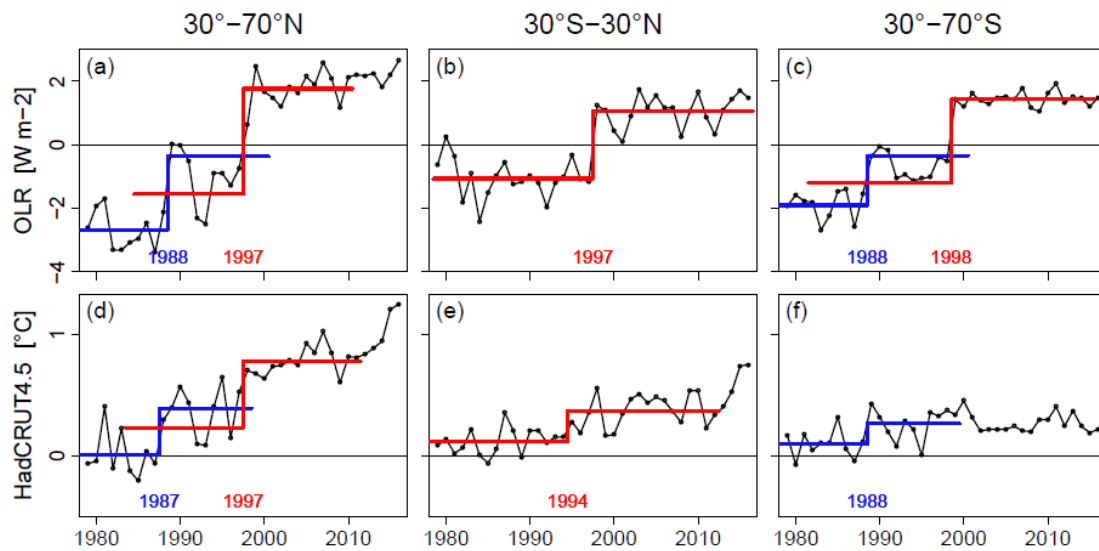 30°−70°N 30°S−30°N 30°−70°S
OLR [W m−2]
2
0
−2
−4
(a) (b) (c)
1988 1997 1997 1988 1998
HadCRUT4.5 [°C]
1
0
(d) (e) (f)
1987 1997 1994 1988
1980 1990 2000 2010 1980 1990 2000 2010 1980 1990 2000 2010